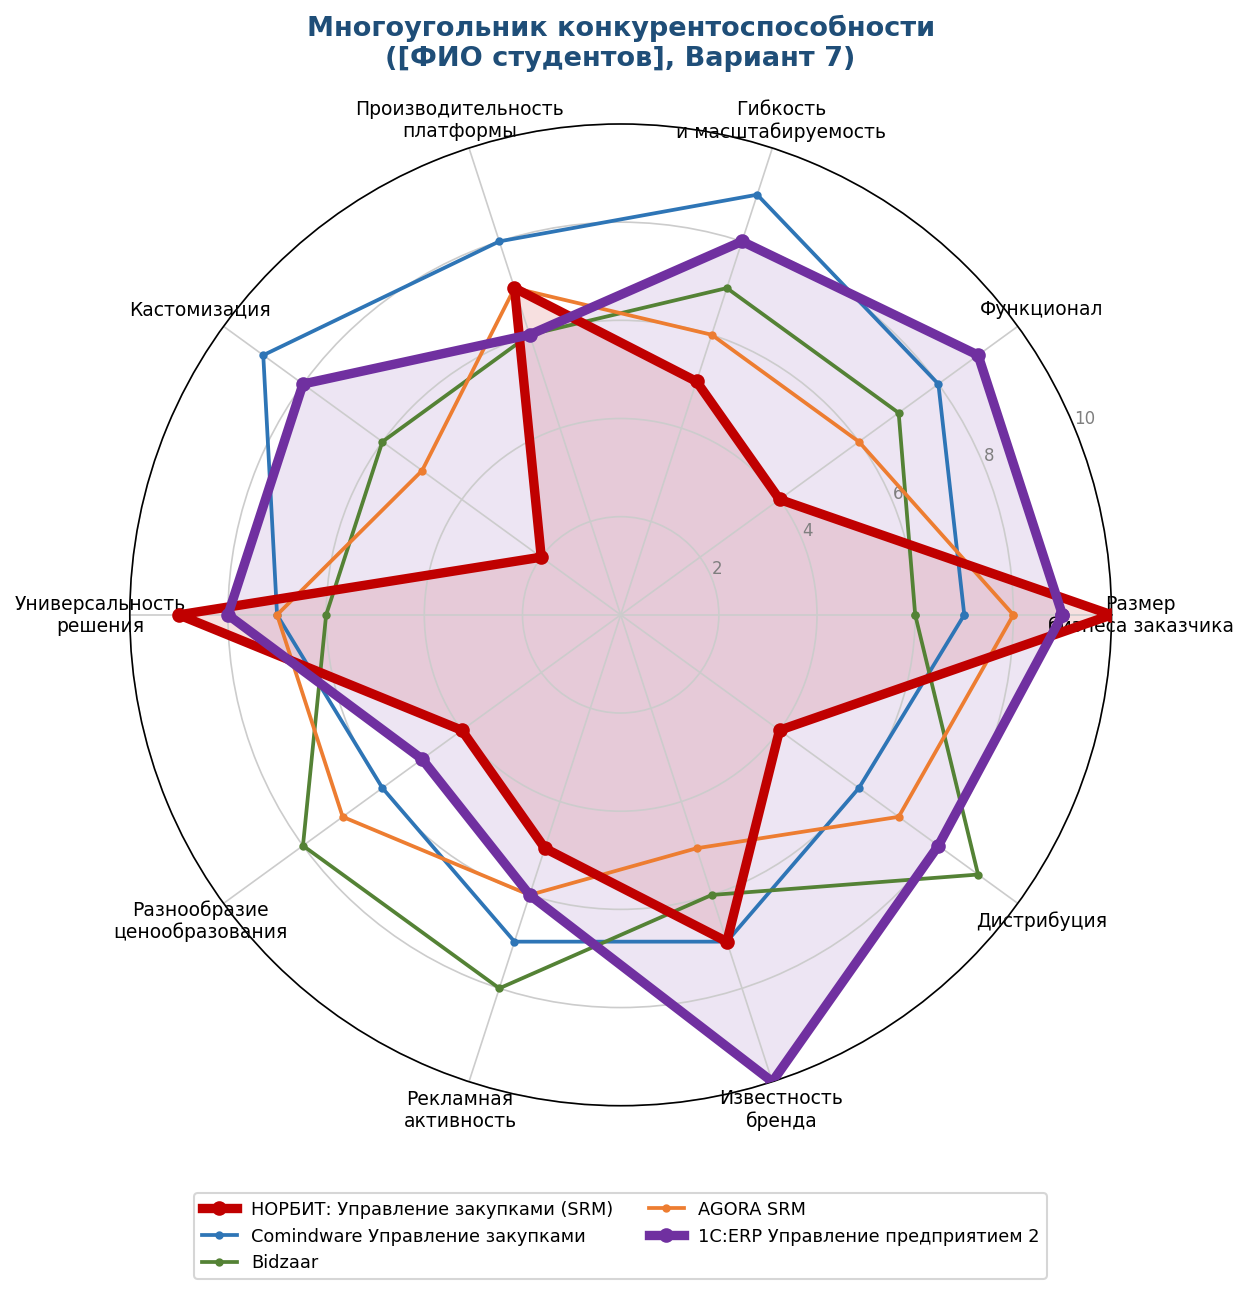 Многоугольник конкурентоспособности
([ФИО студентов], Вариант 7)
Производительность
платформы
Гибкость
и масштабируемость
Кастомизация
Функционал
10
8
6
4
2
Универсальность
решения
Размер
бизнеса заказчика
Разнообразие
ценообразования
Дистрибуция
Рекламная
активность
Известность
бренда
НОРБИТ: Управление закупками (SRM)
Comindware Управление закупками
Bidzaar
AGORA SRM
1С:ERP Управление предприятием 2